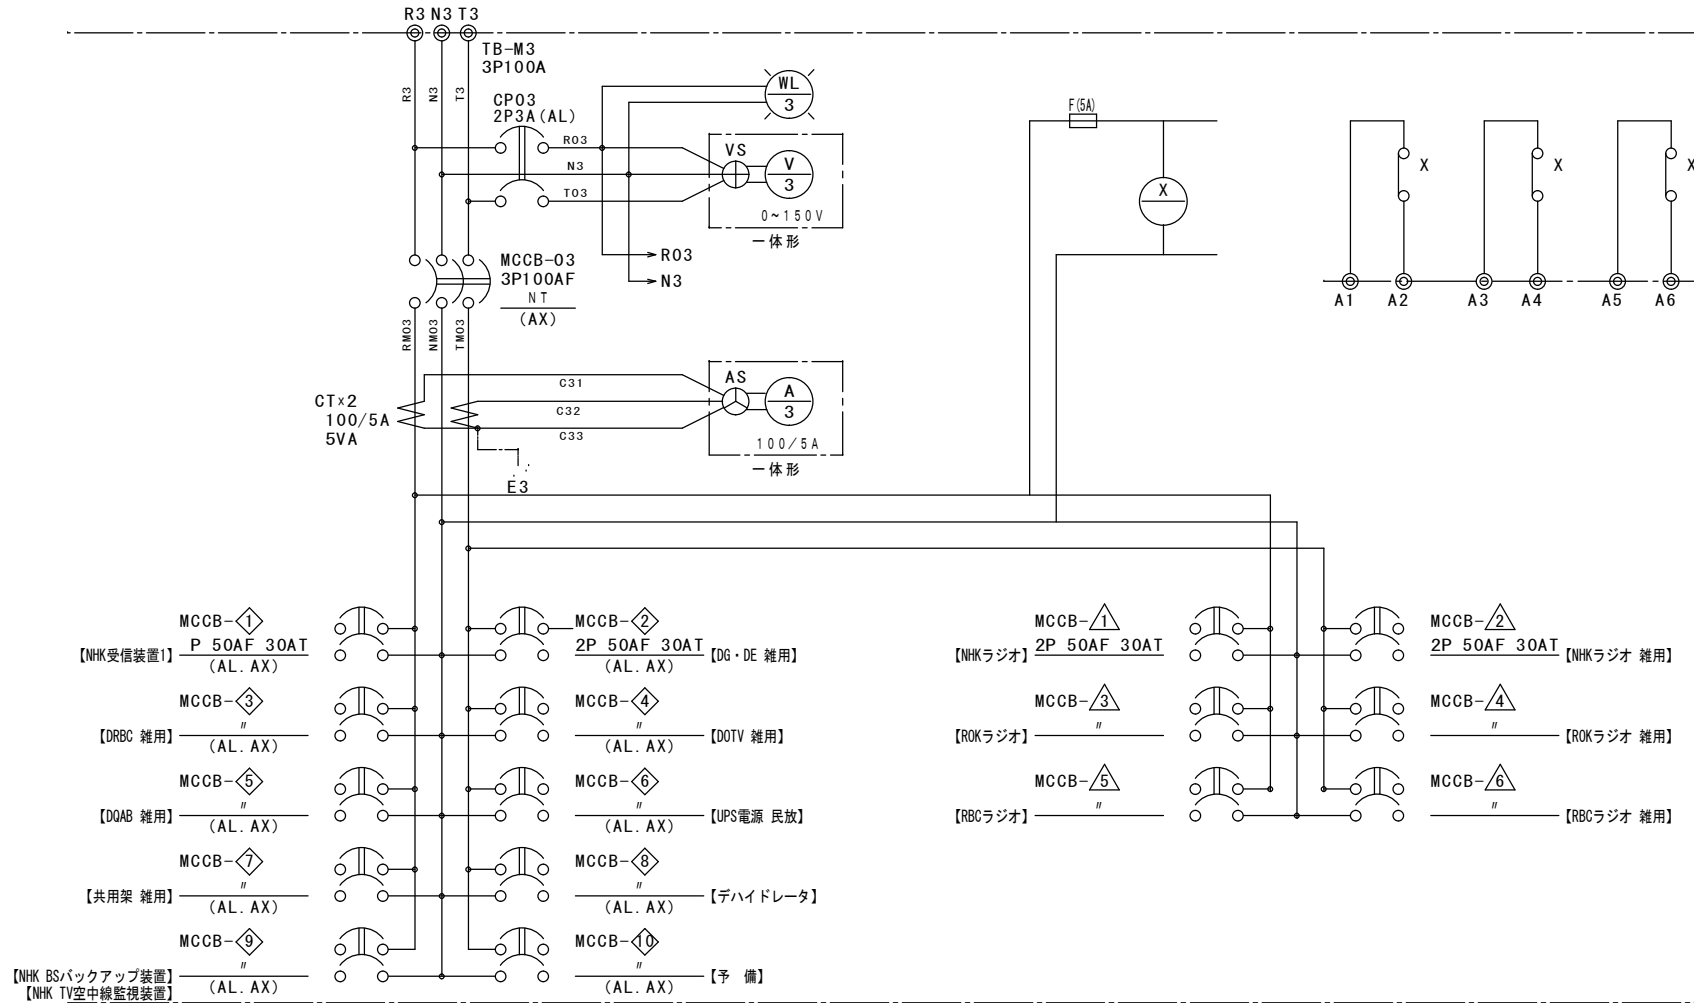 R3 N3 T3
TB-M3
3P100A
R3
N3
T3
CP03
2P3A(AL)
R03
N3
T03
WL
3
VS
V
3
0~150V
一体形
R03
N3
MCCB-03
3P100AF
NT
(AX)
RM03
NM03
TM03
F(5A)
X
X
X
X
A1
A2
A3
A4
A5
A6
CT×2
100/5A
5VA
C31
C32
C33
AS
A
3
100/5A
一体形
E3
MCCB-1
【NHK受信装置1】 P 50AF 30AT
(AL.AX)
MCCB-2
2P 50AF 30AT 【DG・DE 雑用】
(AL.AX)
MCCB-3
【DRBC 雑用】 〃
(AL.AX)
MCCB-4
〃 【DOTV 雑用】
(AL.AX)
MCCB-5
【DQAB 雑用】 〃
(AL.AX)
MCCB-6
〃 【UPS電源 民放】
(AL.AX)
MCCB-7
【共用架 雑用】 〃
(AL.AX)
MCCB-8
〃 【デハイドレータ】
(AL.AX)
MCCB-9
〃
【NHK BSバックアップ装置】
【NHK TV空中線監視装置】 (AL.AX)
MCCB-10
〃 【予 備】
(AL.AX)
MCCB-1
【NHKラジオ】 2P 50AF 30AT
MCCB-2
2P 50AF 30AT 【NHKラジオ 雑用】
MCCB-3
【ROKラジオ】 〃
MCCB-4
〃 【ROKラジオ 雑用】
MCCB-5
【RBCラジオ】 〃
MCCB-6
〃 【RBCラジオ 雑用】